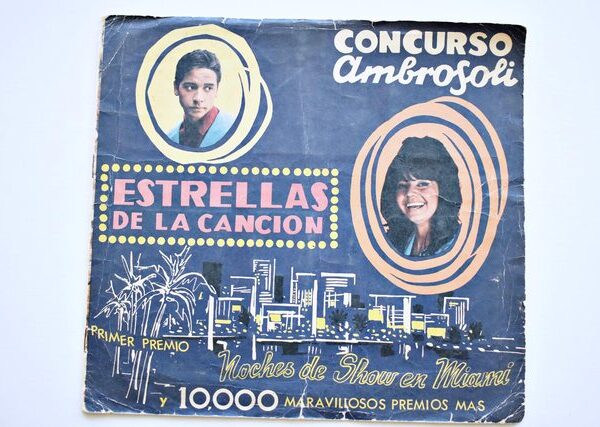 CONCURSO
Ambrosoli
ESTRELLAS
DE LA CANCION
PRIMER PREMIO
Noches de Show en Miami
y 10.000 MARAVILLOSOS PREMIOS MAS